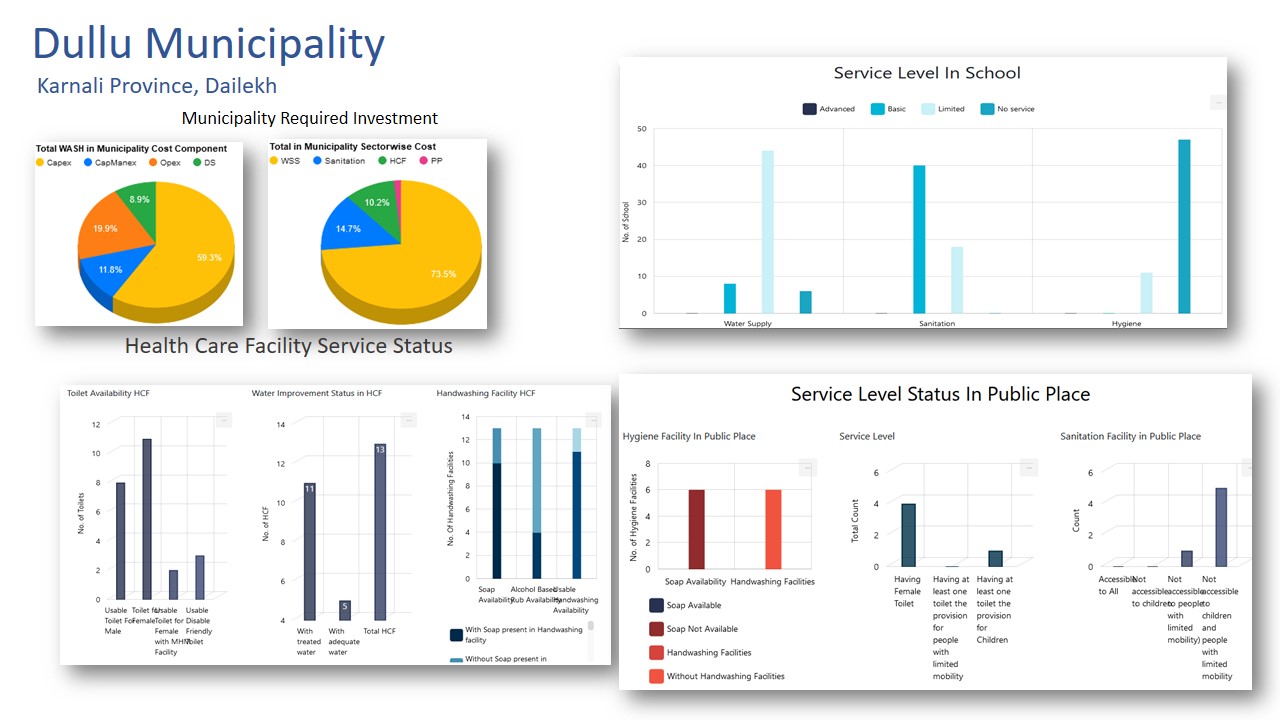 Dullu Municipality
Karnali Province, Dailekh
Municipality Required Investment
Total WASH in Municipality Cost Component
Capex CapManex Opex DS
8.9%
19.9%
59.3%
11.8%
Total in Municipality Sectorwise Cost
WSS Sanitation HCF PP
10.2%
14.7%
73.5%
Service Level In School
Advanced Basic Limited No service
No. of School
50
40
30
20
10
0
Water Supply Sanitation Hygiene
Health Care Facility Service Status
Toilet Availability HCF
No. of Toilets
12
10
8
6
4
2
0
Usable Toilet For Male
Toilet for Female
Usable Toilet for Female with MHM Facility
Usable Disable Friendly Toilet
Water Improvement Status in HCF
No. of HCF
14
12
10
8
6
4
11
5
13
With treated water
With adequate water
Total HCF
Handwashing Facility HCF
No. Of Handwashing Facilities
14
12
10
8
6
4
2
0
Soap Availability
Alcohol Based Rub Availability
Usable Handwashing Availability
With Soap present in Handwashing facility
Without Soap present in
Service Level Status In Public Place
Hygiene Facility In Public Place
No. of Hygiene Facilities
8
6
4
2
0
Soap Availability Handwashing Facilities
Soap Available
Soap Not Available
Handwashing Facilities
Without Handwashing Facilities
Service Level
Total Count
6
4
2
0
Having Female Toilet
Having at least one toilet the provision for people with limited mobility
Having at least one toilet the provision for Children
Sanitation Facility in Public Place
Count
6
4
2
0
Accessible to All
Not accessible to children
Not accessible to people with limited mobility)
Not accessible to children and people with limited mobility